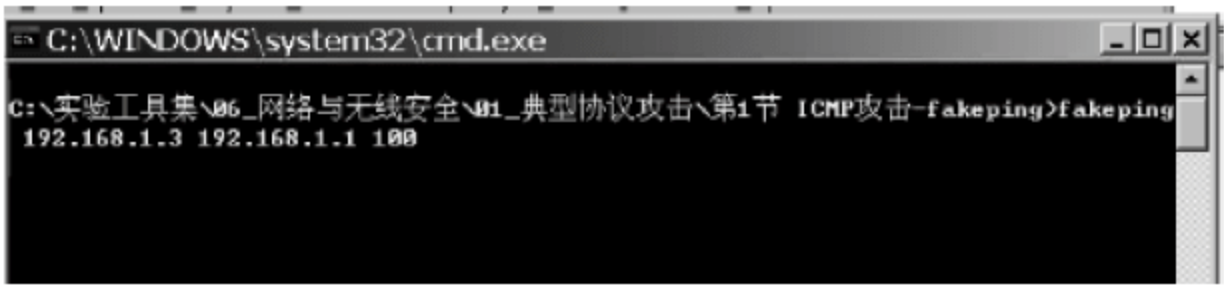 C:\WINDOWS\system32\cmd.exe
C:\实验工具集\06_网络与无线安全\01_典型协议攻击\第1节 ICMP攻击-fakeping>fakeping
192.168.1.3 192.168.1.1 100